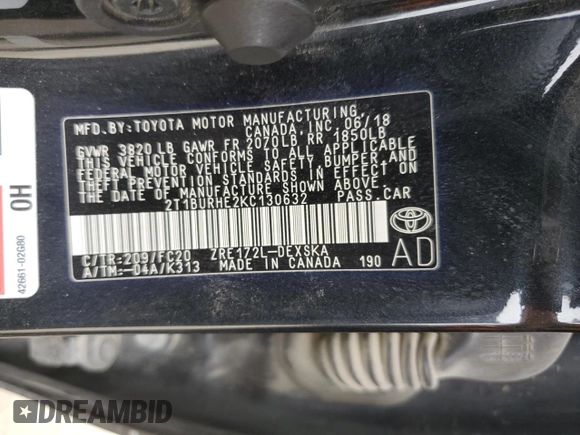 MFD.BY:TOYOTA MOTOR MANUFACTURING
CANADA, INC. 06/18
GVWR 3820 LB GAWR FR 2070LB, RR 1850LB
THIS VEHICLE CONFORMS TO ALL APPLICABLE
FEDERAL MOTOR VEHICLE SAFETY, BUMPER, AND
THEFT PREVENTION STANDARDS IN EFFECT ON
THE DATE OF MANUFACTURE SHOWN ABOVE.
2T1BURHE2KC130632 PASS.CAR
C/TR:209/FC20 ZRE172L-DEXSKA
A/TM:-04A/K313 MADE IN CANADA 190
AD
OH
42661-02G80
DREAMBID